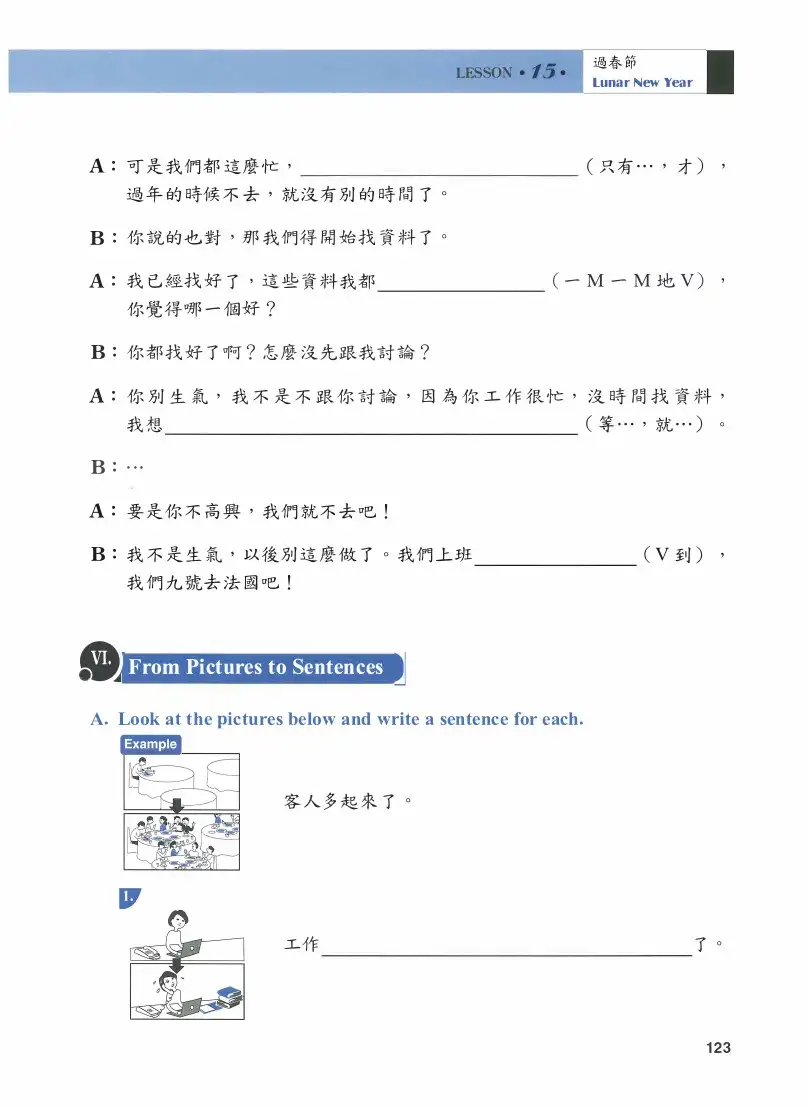 LESSON •15•
過春節
Lunar New Year
A：可是我們都這麼忙，＿＿＿＿＿＿＿＿＿＿＿＿（只有…，才），
過年的時候不去，就沒有別的時間了。
B：你說的也對，那我們得開始找資料了。
A：我已經找好了，這些資料我都＿＿＿＿＿＿＿（一 M 一 M 地 V），
你覺得哪一個好？
B：你都找好了啊？怎麼沒先跟我討論？
A：你別生氣，我不是不跟你討論，因為你工作很忙，沒時間找資料，
我想＿＿＿＿＿＿＿＿＿＿＿＿＿＿＿＿＿＿（等…，就…）。
B：…
A：要是你不高興，我們就不去吧！
B：我不是生氣，以後別這麼做了。我們上班＿＿＿＿＿＿＿（V 到），
我們九號去法國吧！
VI. From Pictures to Sentences
A. Look at the pictures below and write a sentence for each.
Example
客人多起來了。
1.
工作＿＿＿＿＿＿＿＿＿＿＿＿＿＿＿＿了。
123